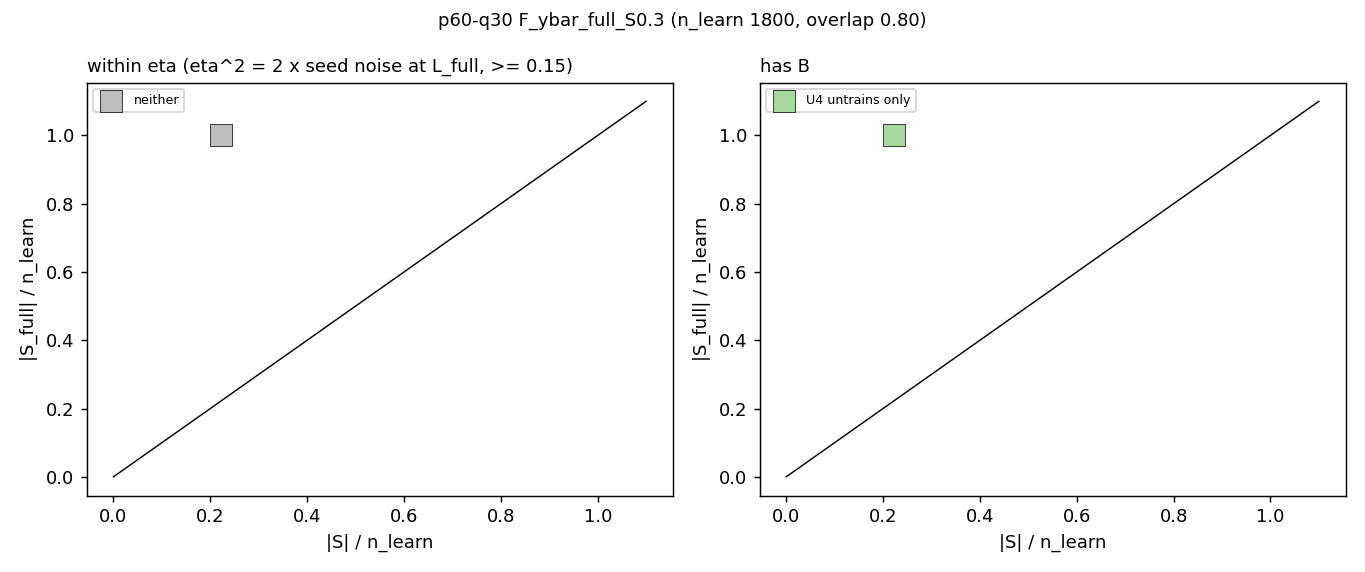 p60-q30 F_ybar_full_S0.3 (n_learn 1800, overlap 0.80)
within eta (eta^2 = 2 x seed noise at L_full, >= 0.15)
neither
1.0
0.8
0.6
0.4
0.2
0.0
|S_full| / n_learn
0.0 0.2 0.4 0.6 0.8 1.0
|S| / n_learn
has B
U4 untrains only
1.0
0.8
0.6
0.4
0.2
0.0
|S_full| / n_learn
0.0 0.2 0.4 0.6 0.8 1.0
|S| / n_learn